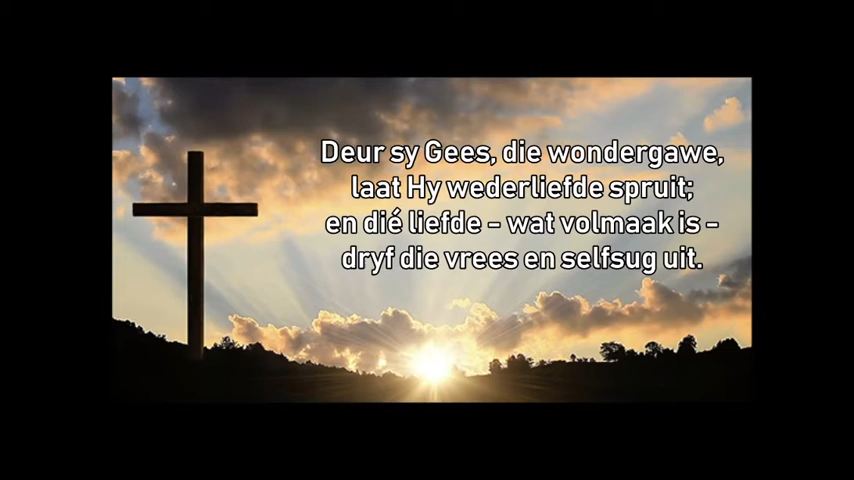 Deur sy Gees, die wondergawe,
laat Hy wederliefde spruit;
en dié liefde - wat volmaak is -
dryf die vrees en selfsug uit.